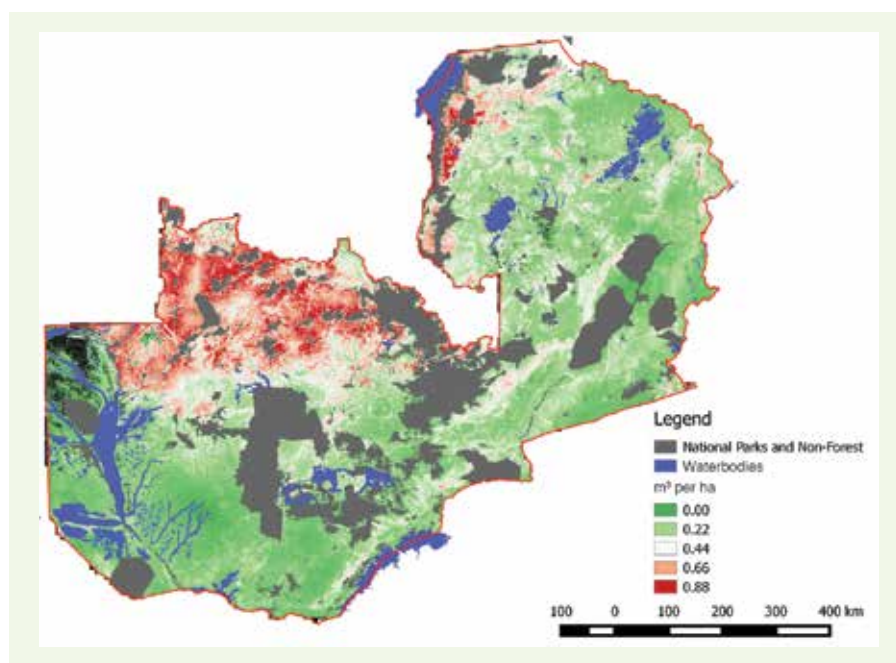 Legend
National Parks and Non-Forest
Waterbodies
m³ per ha
0.00
0.22
0.44
0.66
0.88
100 0 100 200 300 400 km